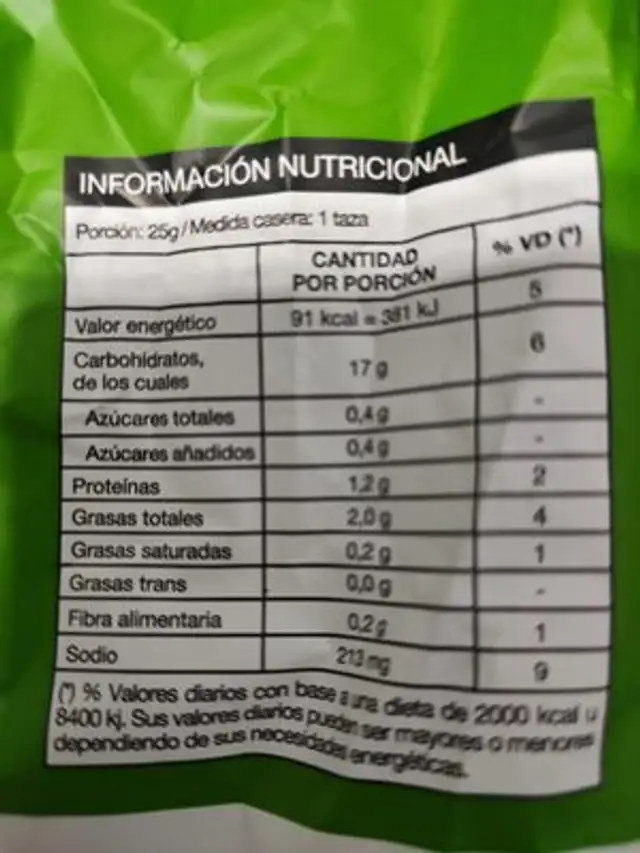 INFORMACIÓN NUTRICIONAL
Porción: 25g / Medida casera: 1 taza
CANTIDAD POR PORCIÓN % VD (*)
Valor energético 91 kcal = 381 kJ 5
Carbohidratos, de los cuales 17 g 6
Azúcares totales 0,4 g -
Azúcares añadidos 0,4 g -
Proteínas 1,2 g 2
Grasas totales 2,0 g 4
Grasas saturadas 0,2 g 1
Grasas trans 0,0 g -
Fibra alimentaria 0,2 g 1
Sodio 213 mg 9
(*) % Valores diarios con base a una dieta de 2000 kcal u
8400 kj. Sus valores diarios pueden ser mayores o menores
dependiendo de sus necesidades energéticas.